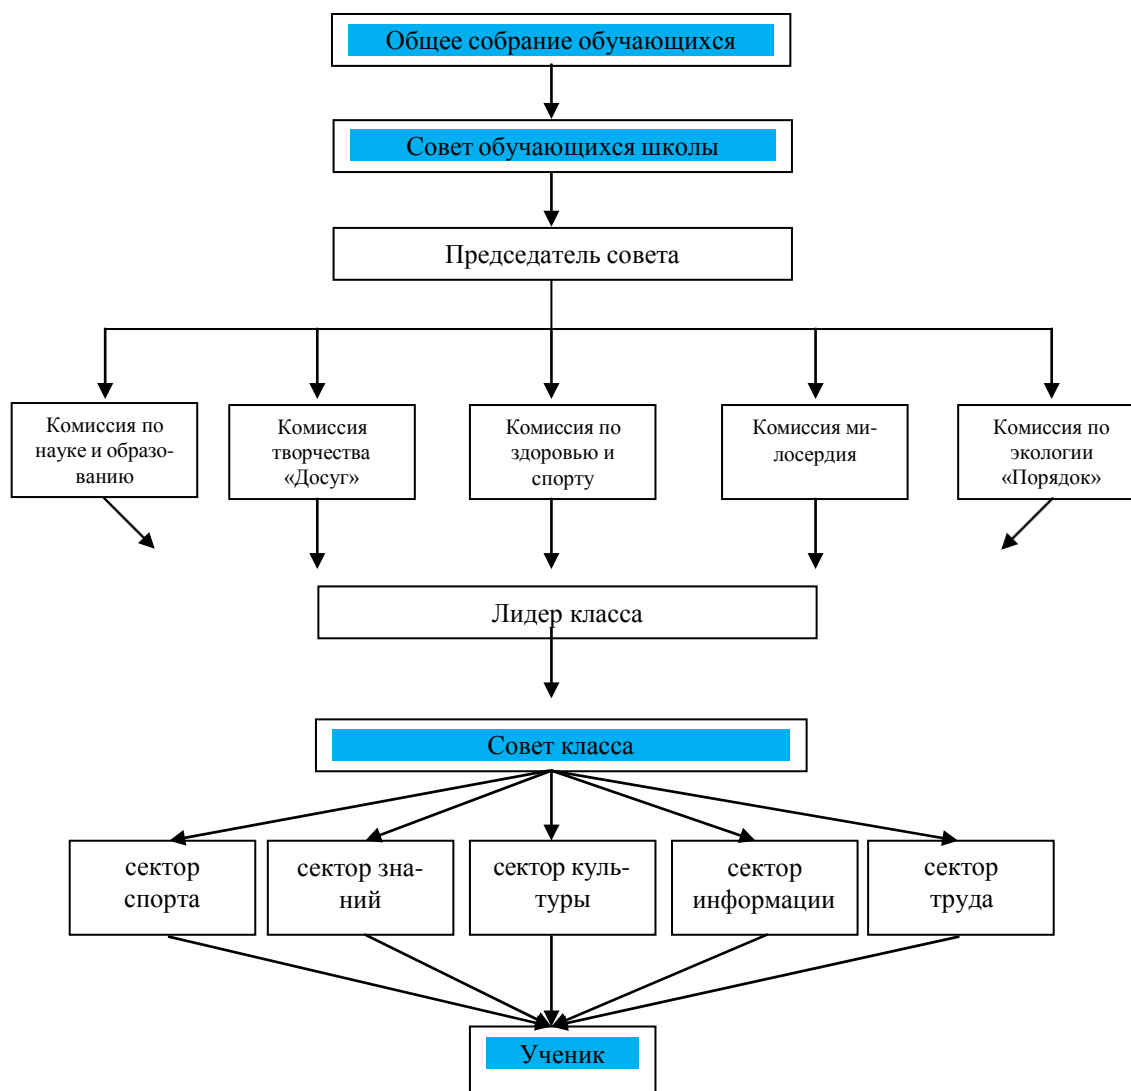 Общее собрание обучающихся
Совет обучающихся школы
Председатель совета
Комиссия по
науке и образо-
ванию
Комиссия
творчества
«Досуг»
Комиссия по
здоровью и
спорту
Комиссия ми-
лосердия
Комиссия по
экологии
«Порядок»
Лидер класса
Совет класса
сектор
спорта
сектор зна-
ний
сектор куль-
туры
сектор
информации
сектор
труда
Ученик